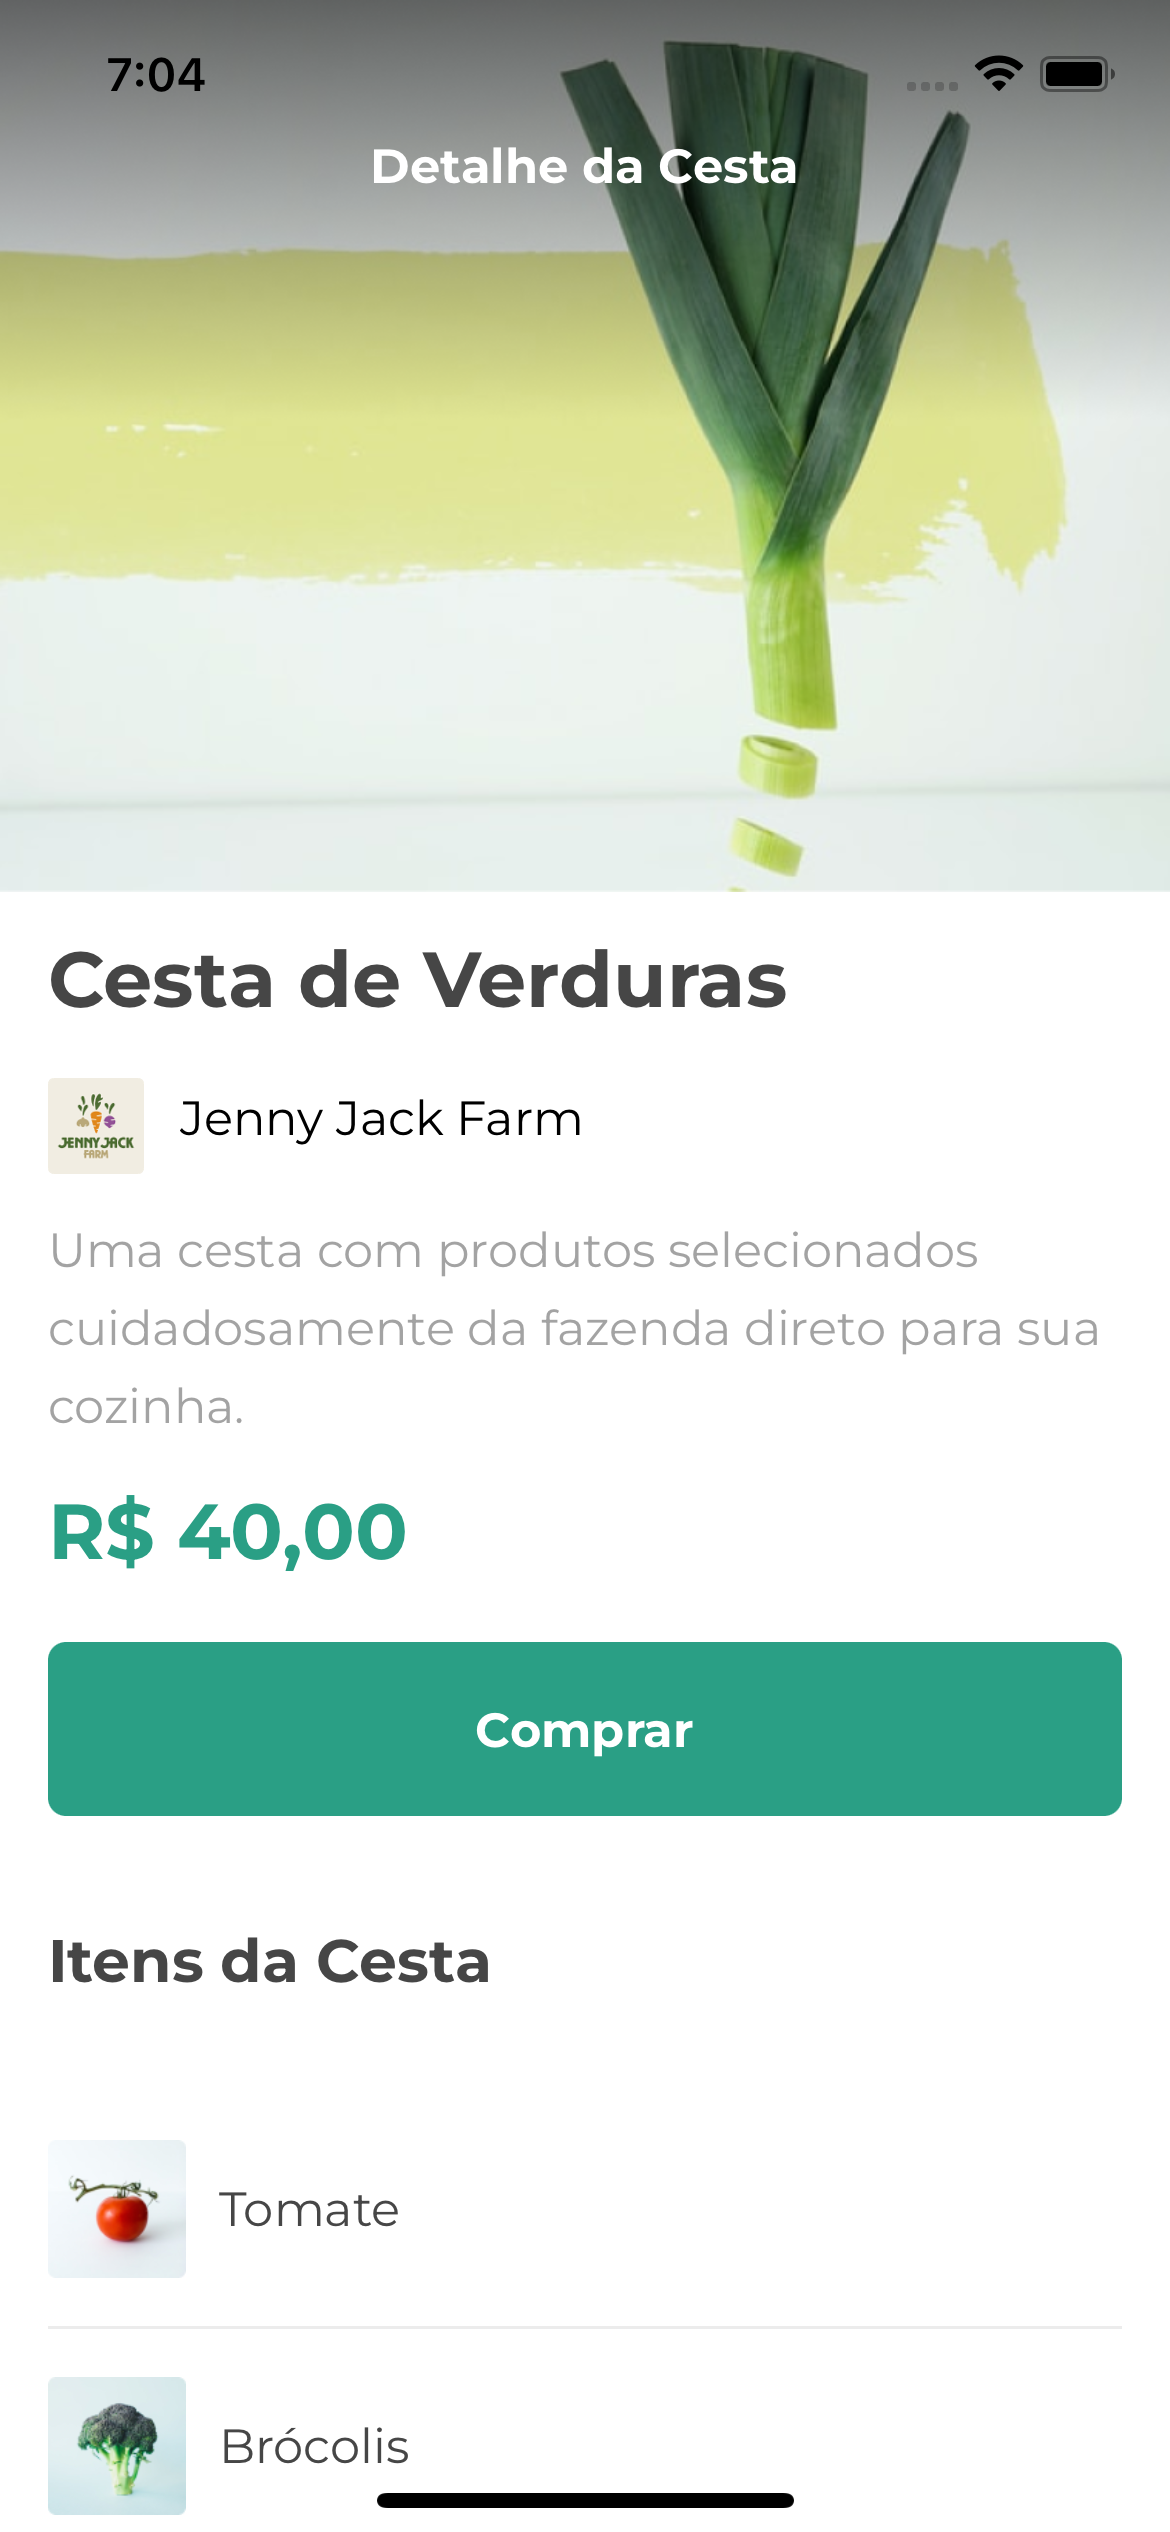 7:04
Detalhe da Cesta
Cesta de Verduras
JENNY JACK
FARM
Jenny Jack Farm
Uma cesta com produtos selecionados
cuidadosamente da fazenda direto para sua
cozinha.
R$ 40,00
Comprar
Itens da Cesta
Tomate
Brócolis